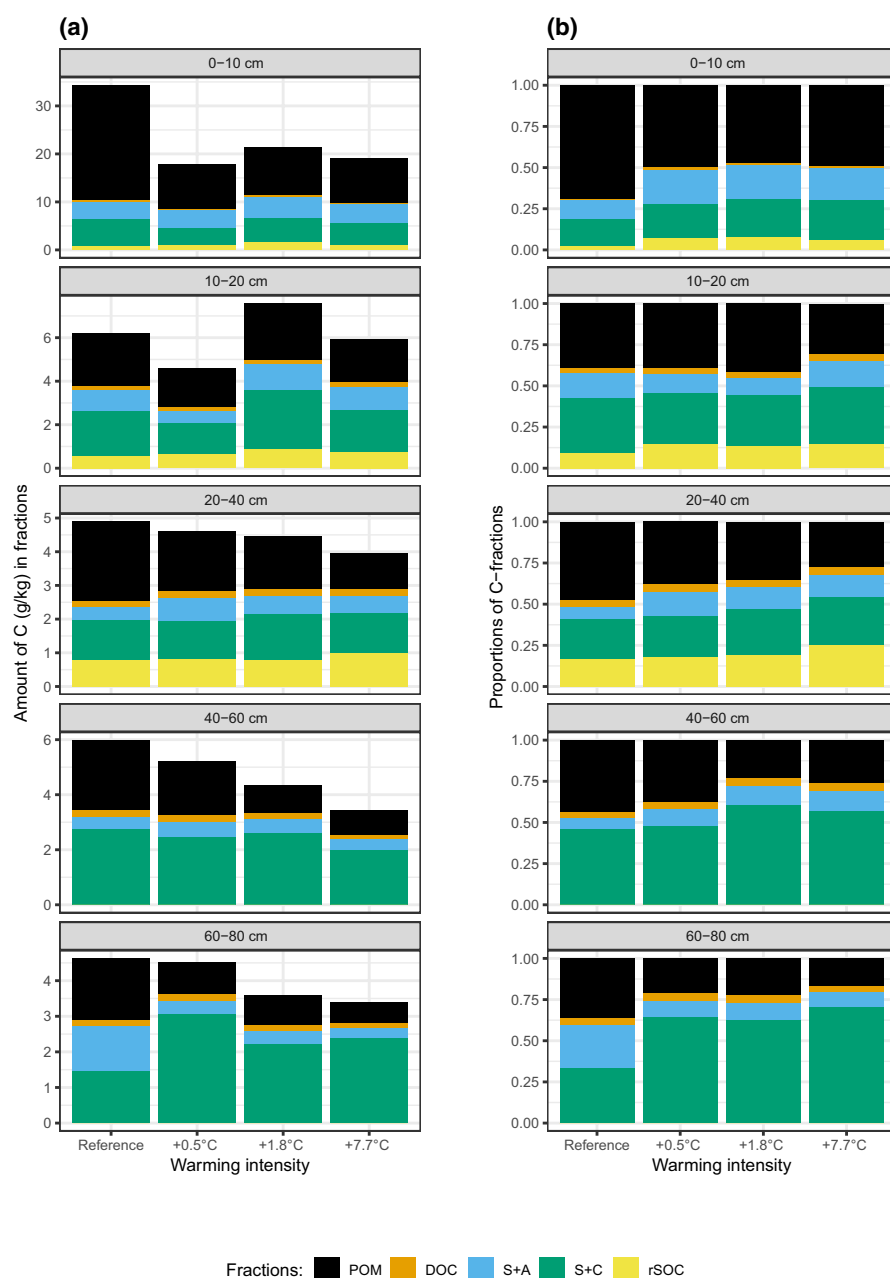 (a)
(b)
0−10 cm
0
10
20
30
10−20 cm
0
2
4
6
20−40 cm
0
1
2
3
4
5
40−60 cm
0
2
4
6
60−80 cm
0
1
2
3
4
Reference
+0.5°C
+1.8°C
+7.7°C
Warming intensity
Amount of C (g/kg) in fractions
0−10 cm
0.00
0.25
0.50
0.75
1.00
10−20 cm
0.00
0.25
0.50
0.75
1.00
20−40 cm
0.00
0.25
0.50
0.75
1.00
40−60 cm
0.00
0.25
0.50
0.75
1.00
60−80 cm
0.00
0.25
0.50
0.75
1.00
Reference
+0.5°C
+1.8°C
+7.7°C
Warming intensity
Proportions of C−fractions
Fractions: POM DOC S+A S+C rSOC